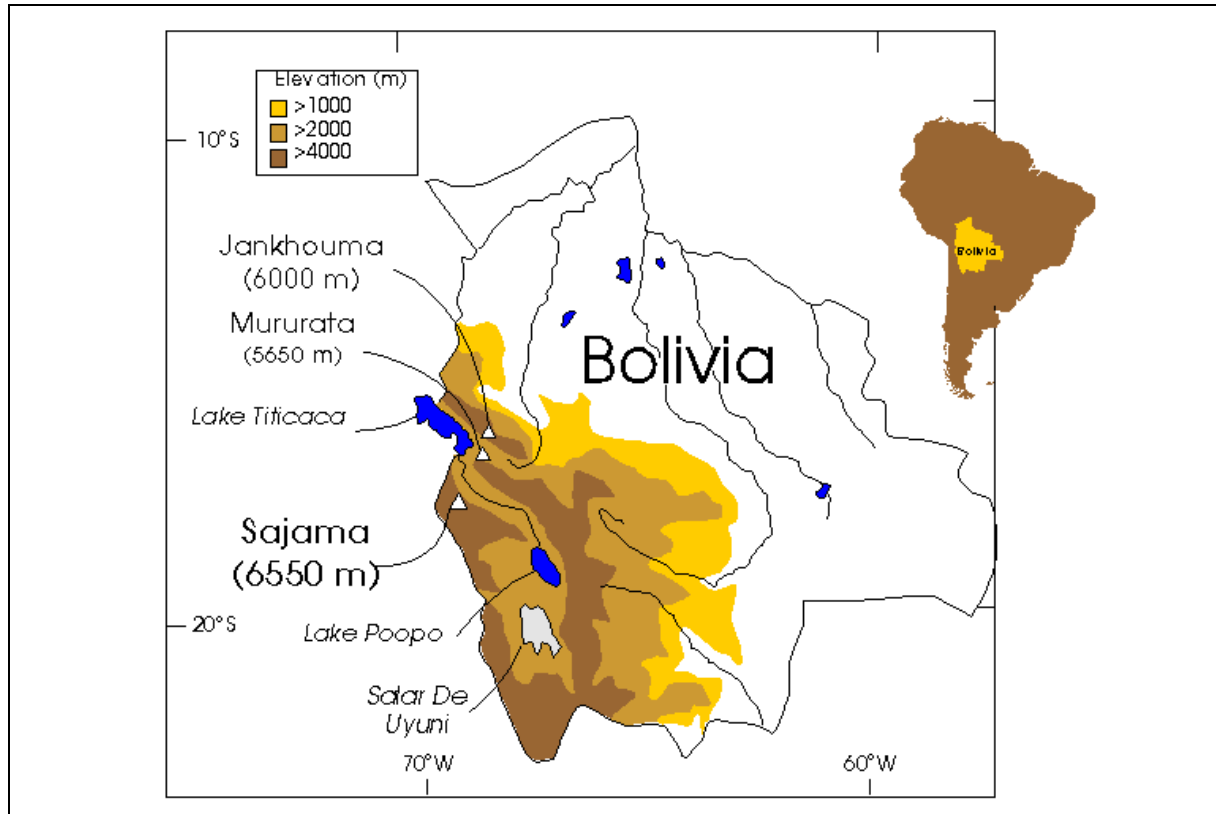 Elevation (m)
>1000
>2000
>4000
10°S
Jankhouma
(6000 m)
Mururata
(5650 m)
Bolivia
Bolivia
Lake Titicaca
Sajama
(6550 m)
Lake Poopo
20°S
Salar De
Uyuni
70°W
60°W